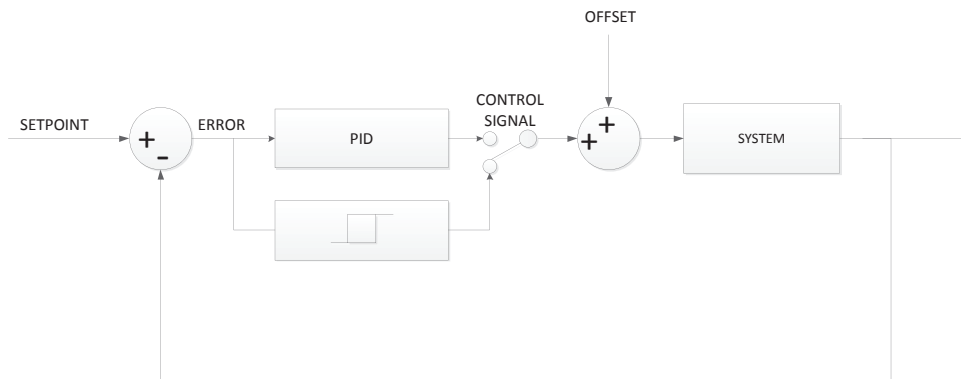 OFFSET
CONTROL
SIGNAL
SETPOINT
+
-
ERROR
PID
+
+
SYSTEM